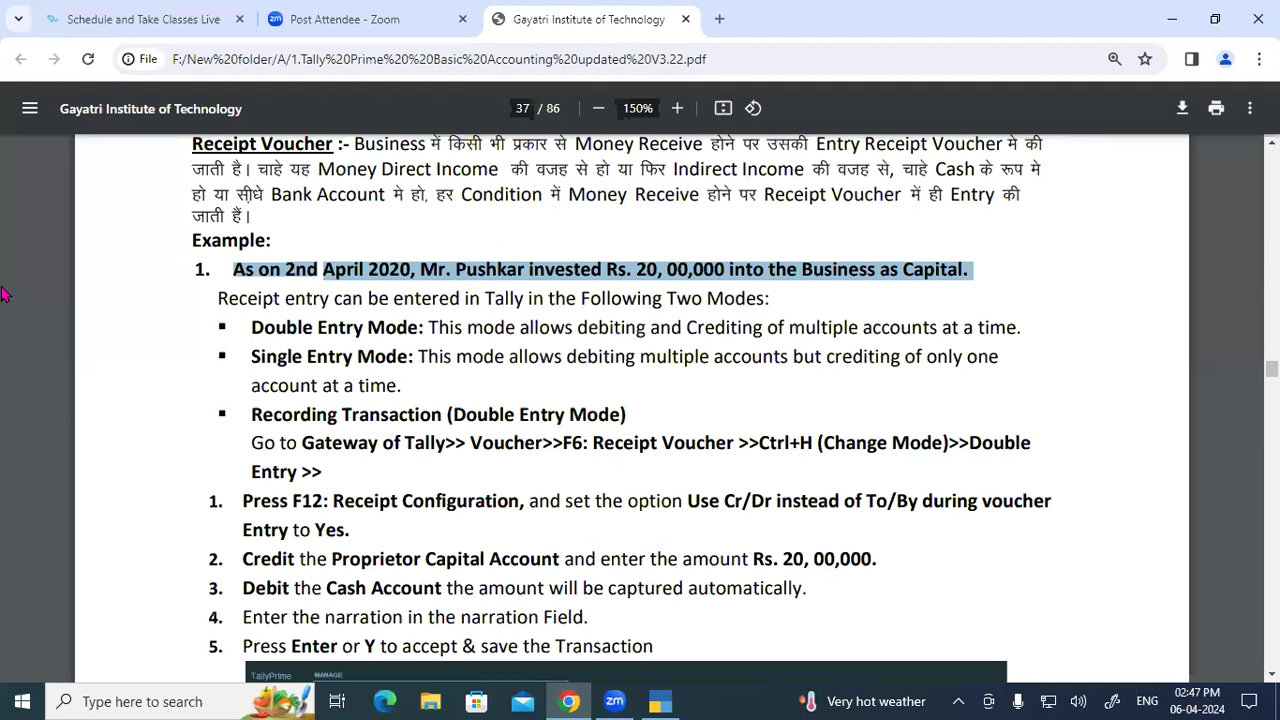 Schedule and Take Classes Live
Post Attendee - Zoom
Gayatri Institute of Technology
File
F:/New%20folder/A/1.Tally%20Prime%20%20Basic%20Accounting%20updated%20V3.22.pdf
Gayatri Institute of Technology
37 / 86
150%
Receipt Voucher :- Business में किसी भी प्रकार से Money Receive होने पर उसकी Entry Receipt Voucher मे की
जाती है। चाहे यह Money Direct Income की वजह से हो या फिर Indirect Income की वजह से, चाहे Cash के रूप मे
हो या सीधे Bank Account मे हो, हर Condition में Money Receive होने पर Receipt Voucher में ही Entry की
जाती हैं।
Example:
1. As on 2nd April 2020, Mr. Pushkar invested Rs. 20, 00,000 into the Business as Capital.
Receipt entry can be entered in Tally in the Following Two Modes:
▪ Double Entry Mode: This mode allows debiting and Crediting of multiple accounts at a time.
▪ Single Entry Mode: This mode allows debiting multiple accounts but crediting of only one
account at a time.
▪ Recording Transaction (Double Entry Mode)
Go to Gateway of Tally>> Voucher>>F6: Receipt Voucher >>Ctrl+H (Change Mode)>>Double
Entry >>
1. Press F12: Receipt Configuration, and set the option Use Cr/Dr instead of To/By during voucher
Entry to Yes.
2. Credit the Proprietor Capital Account and enter the amount Rs. 20, 00,000.
3. Debit the Cash Account the amount will be captured automatically.
4. Enter the narration in the narration Field.
5. Press Enter or Y to accept & save the Transaction
TallyPrime MANAGE
Type here to search
Very hot weather
ENG
02:47 PM
06-04-2024